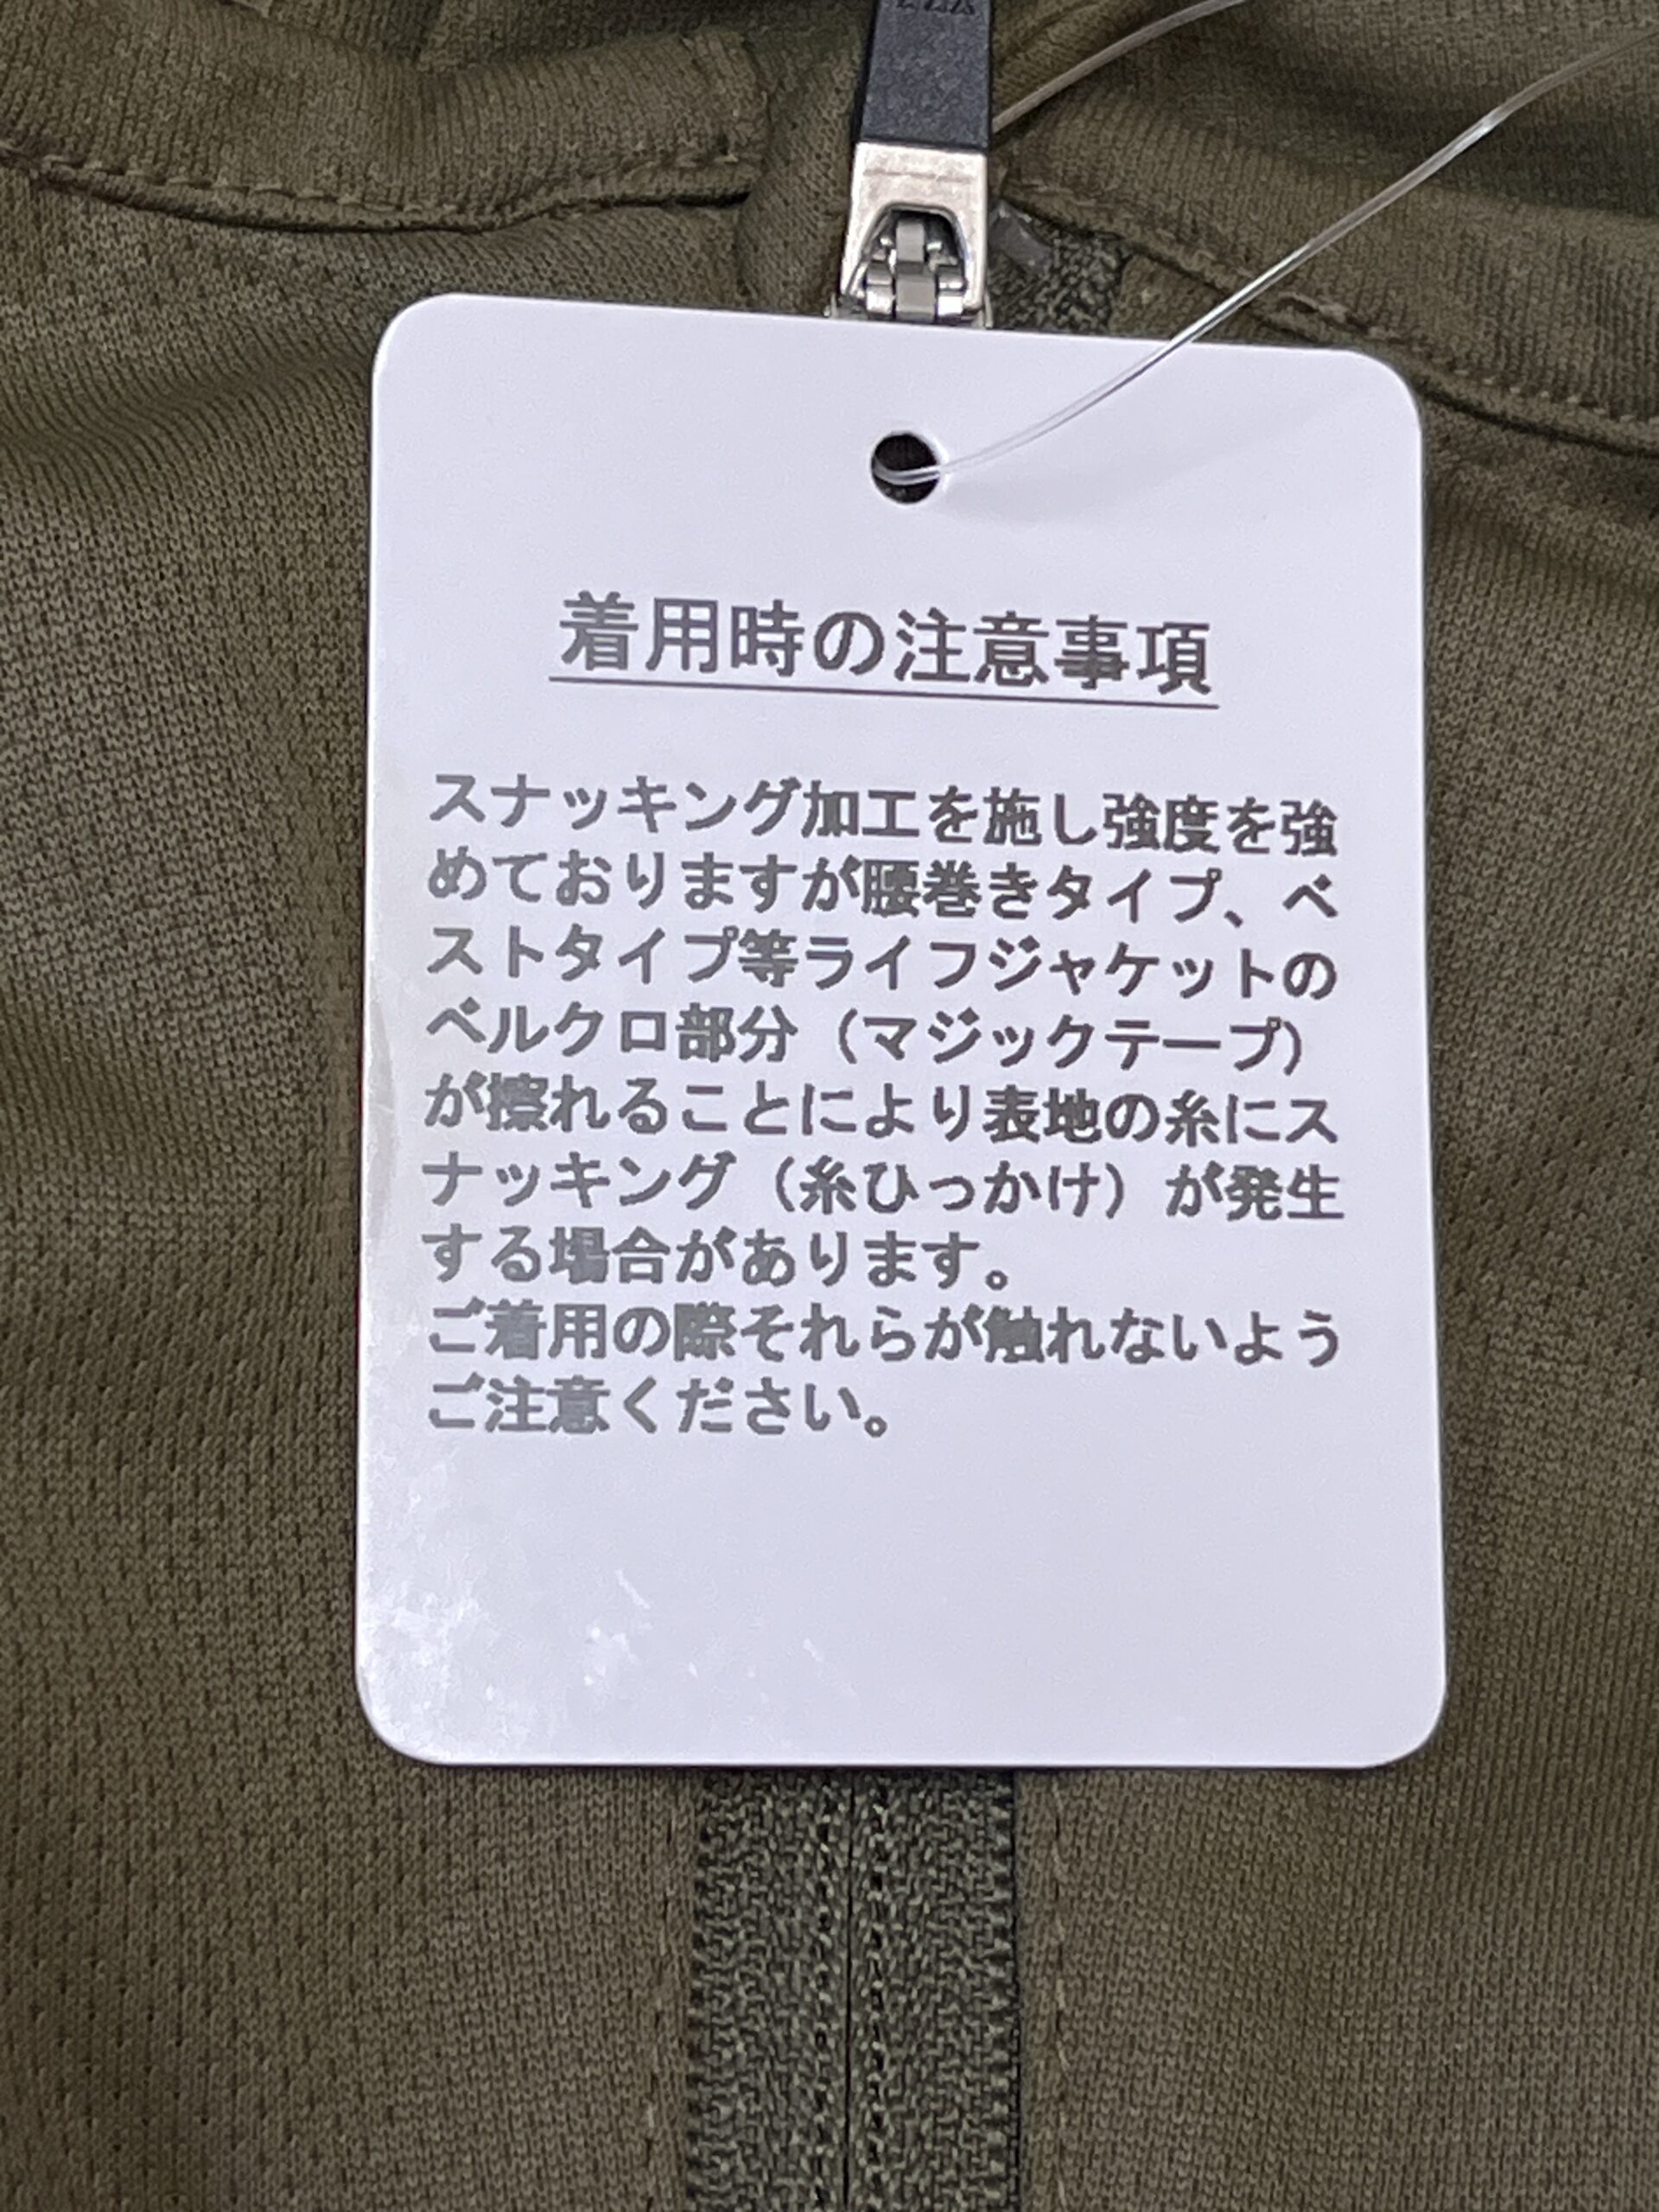 着用時の注意事項
スナッキング加工を施し強度を強
めておりますが腰巻きタイプ、ベ
ストタイプ等ライフジャケットの
ベルクロ部分（マジックテープ）
が擦れることにより表地の糸にス
ナッキング（糸ひっかけ）が発生
する場合があります。
ご着用の際それらが触れないよう
ご注意ください。